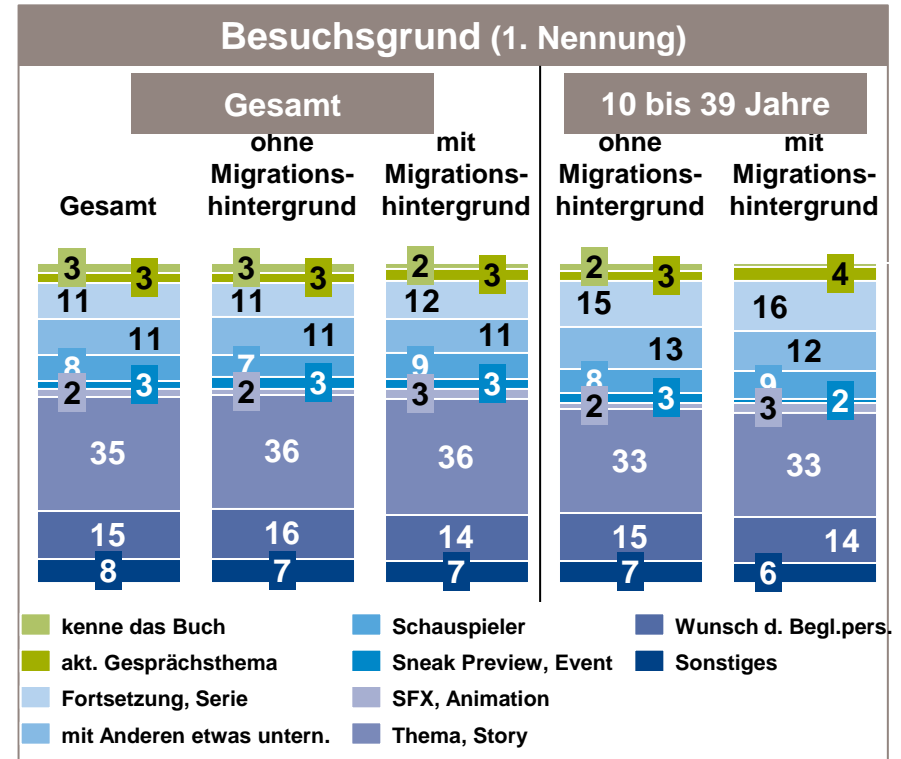 Besuchsgrund (1. Nennung)
Gesamt
10 bis 39 Jahre
Gesamt
ohne
Migrations-
hintergrund
mit
Migrations-
hintergrund
ohne
Migrations-
hintergrund
mit
Migrations-
hintergrund
3
3
11
11
8
3
2
35
15
8
3
3
11
11
7
3
2
36
16
7
2
3
12
11
9
3
3
36
14
7
2
3
15
13
8
3
2
33
15
7
4
16
12
9
2
3
33
14
6
kenne das Buch
akt. Gesprächsthema
Fortsetzung, Serie
mit Anderen etwas untern.
Schauspieler
Sneak Preview, Event
SFX, Animation
Thema, Story
Wunsch d. Begl.pers.
Sonstiges